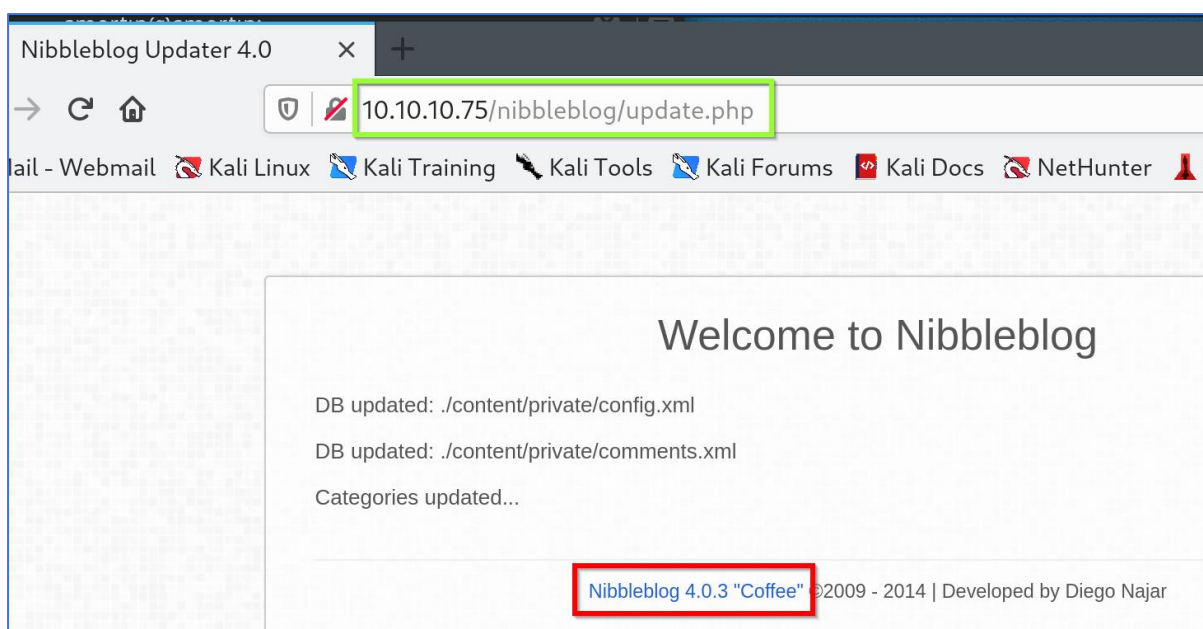 Nibbleblog Updater 4.0
10.10.10.75/nibbleblog/update.php
lail - Webmail Kali Linux Kali Training Kali Tools Kali Forums Kali Docs NetHunter
Welcome to Nibbleblog
DB updated: ./content/private/config.xml
DB updated: ./content/private/comments.xml
Categories updated...
Nibbleblog 4.0.3 "Coffee" ©2009 - 2014 | Developed by Diego Najar